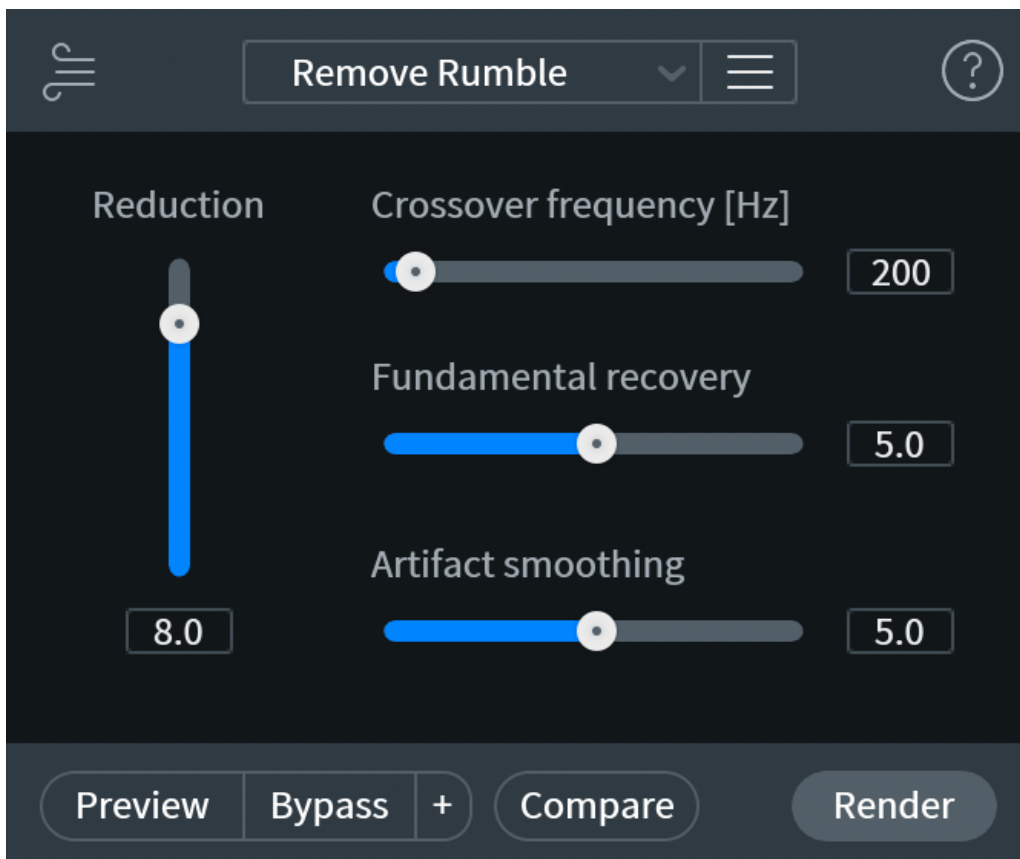 Remove Rumble
?
Reduction
Crossover frequency [Hz]
200
Fundamental recovery
5.0
Artifact smoothing
8.0
5.0
Preview
Bypass
+
Compare
Render